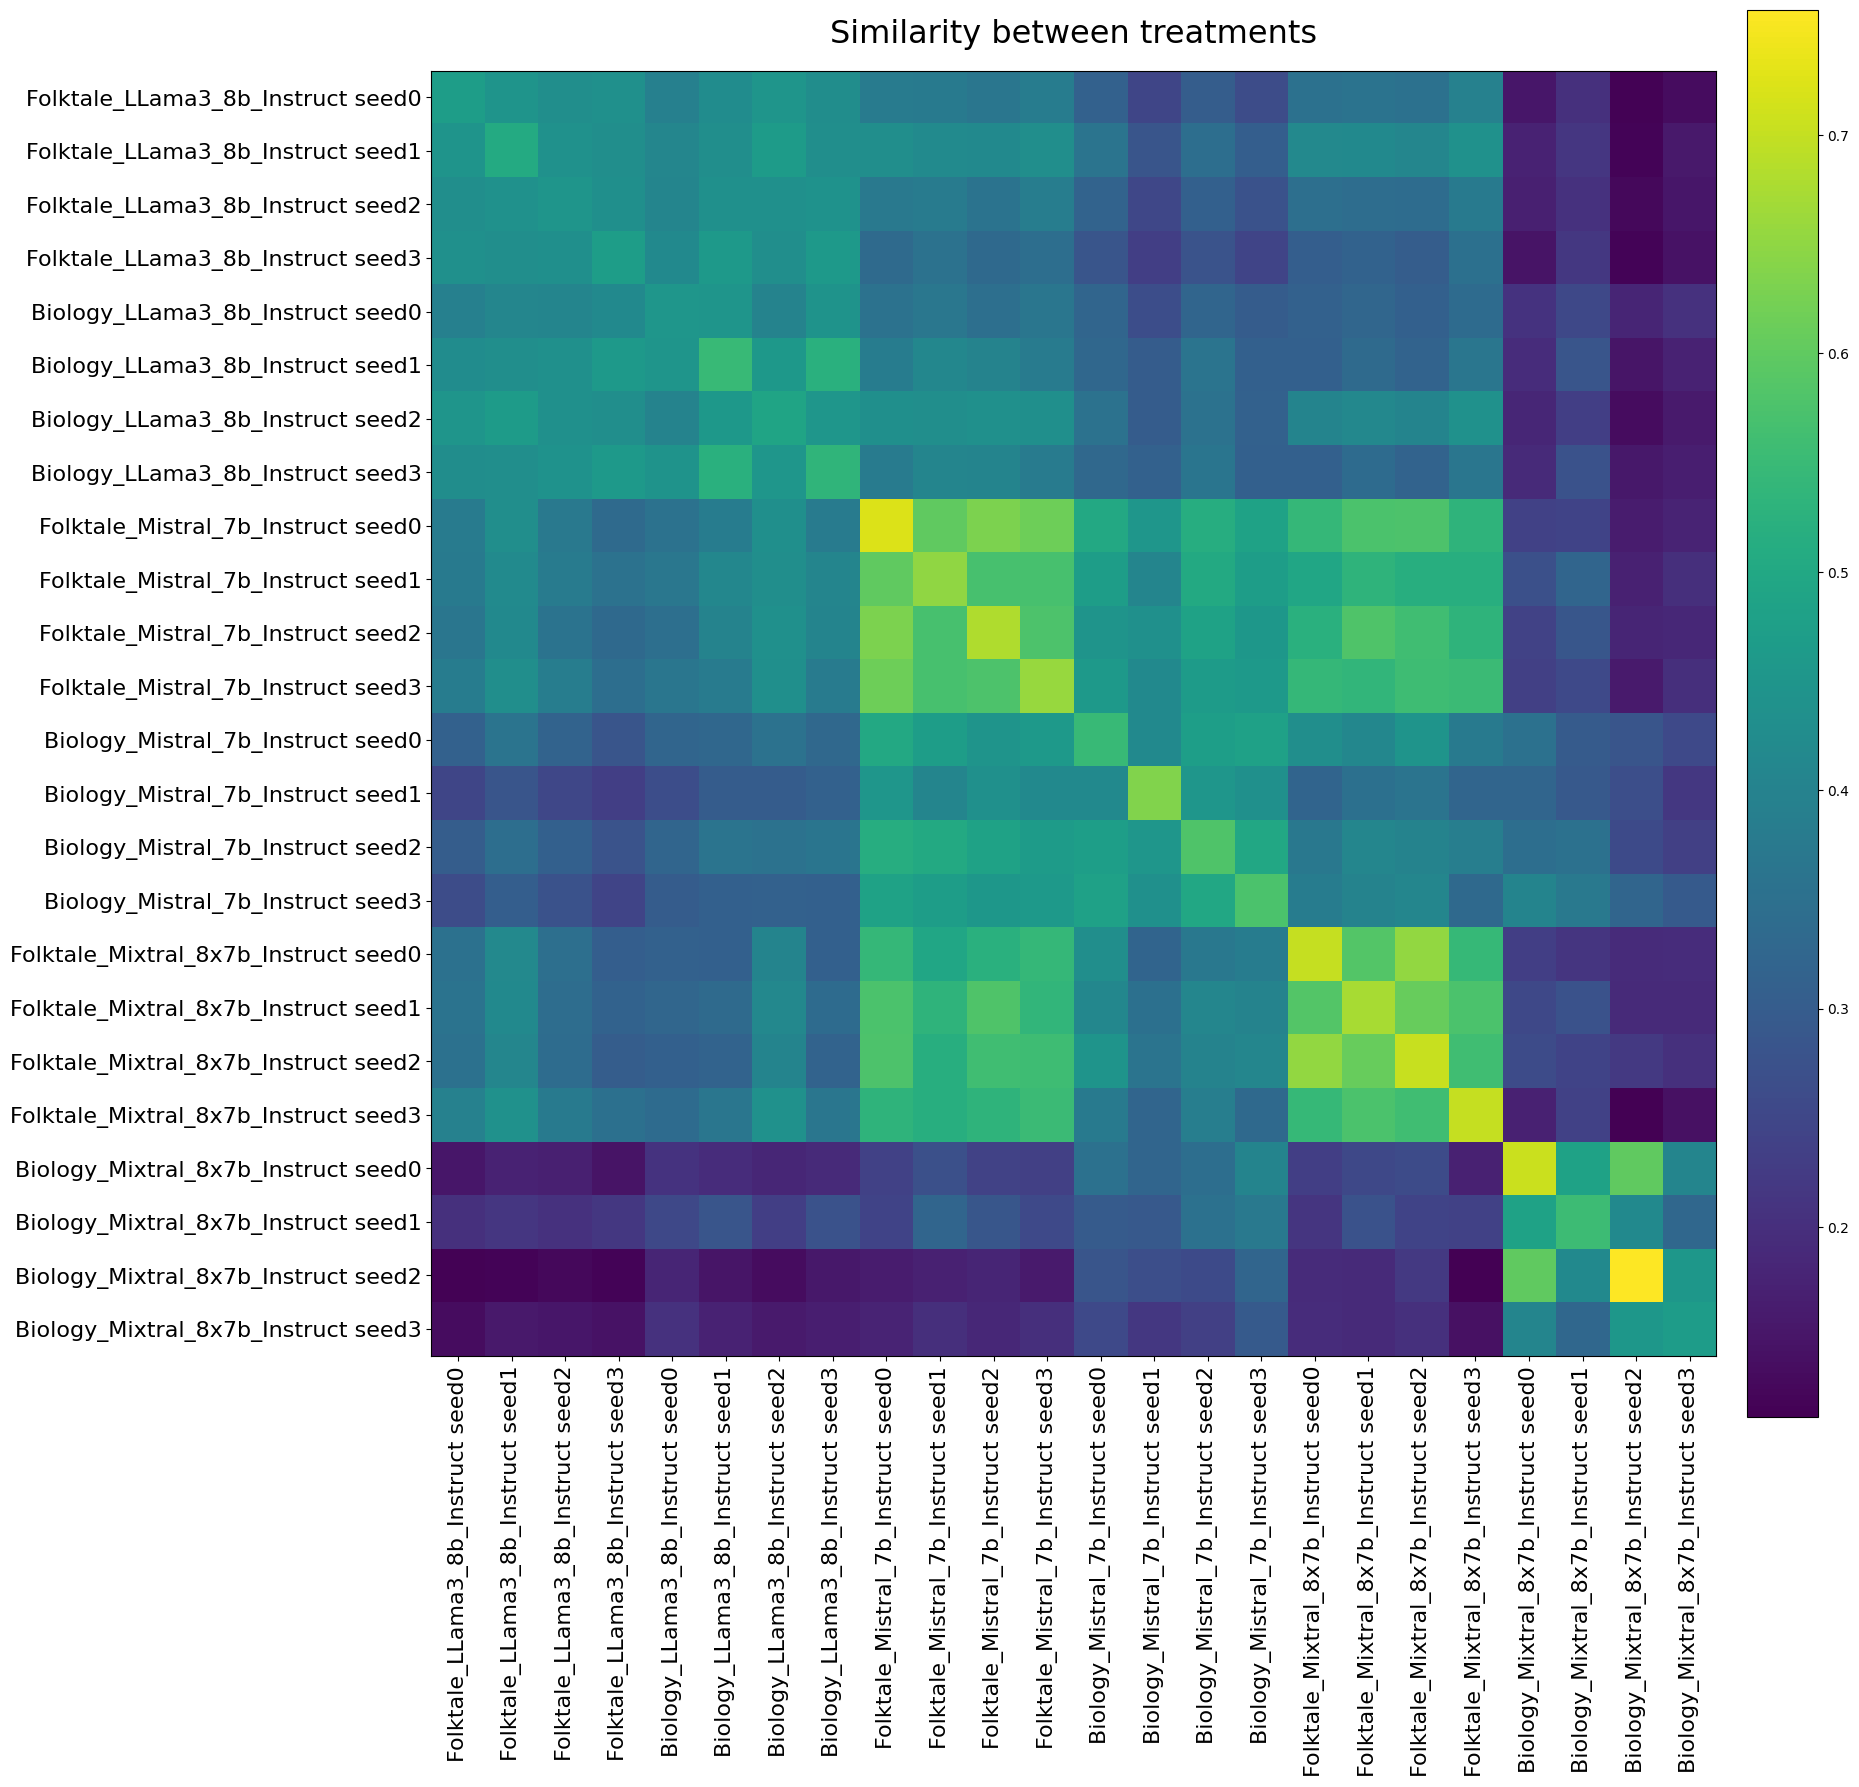 Similarity between treatments
Folktale_LLama3_8b_Instruct seed0
Folktale_LLama3_8b_Instruct seed1
Folktale_LLama3_8b_Instruct seed2
Folktale_LLama3_8b_Instruct seed3
Biology_LLama3_8b_Instruct seed0
Biology_LLama3_8b_Instruct seed1
Biology_LLama3_8b_Instruct seed2
Biology_LLama3_8b_Instruct seed3
Folktale_Mistral_7b_Instruct seed0
Folktale_Mistral_7b_Instruct seed1
Folktale_Mistral_7b_Instruct seed2
Folktale_Mistral_7b_Instruct seed3
Biology_Mistral_7b_Instruct seed0
Biology_Mistral_7b_Instruct seed1
Biology_Mistral_7b_Instruct seed2
Biology_Mistral_7b_Instruct seed3
Folktale_Mixtral_8x7b_Instruct seed0
Folktale_Mixtral_8x7b_Instruct seed1
Folktale_Mixtral_8x7b_Instruct seed2
Folktale_Mixtral_8x7b_Instruct seed3
Biology_Mixtral_8x7b_Instruct seed0
Biology_Mixtral_8x7b_Instruct seed1
Biology_Mixtral_8x7b_Instruct seed2
Biology_Mixtral_8x7b_Instruct seed3
Folktale_LLama3_8b_Instruct seed0
Folktale_LLama3_8b_Instruct seed1
Folktale_LLama3_8b_Instruct seed2
Folktale_LLama3_8b_Instruct seed3
Biology_LLama3_8b_Instruct seed0
Biology_LLama3_8b_Instruct seed1
Biology_LLama3_8b_Instruct seed2
Biology_LLama3_8b_Instruct seed3
Folktale_Mistral_7b_Instruct seed0
Folktale_Mistral_7b_Instruct seed1
Folktale_Mistral_7b_Instruct seed2
Folktale_Mistral_7b_Instruct seed3
Biology_Mistral_7b_Instruct seed0
Biology_Mistral_7b_Instruct seed1
Biology_Mistral_7b_Instruct seed2
Biology_Mistral_7b_Instruct seed3
Folktale_Mixtral_8x7b_Instruct seed0
Folktale_Mixtral_8x7b_Instruct seed1
Folktale_Mixtral_8x7b_Instruct seed2
Folktale_Mixtral_8x7b_Instruct seed3
Biology_Mixtral_8x7b_Instruct seed0
Biology_Mixtral_8x7b_Instruct seed1
Biology_Mixtral_8x7b_Instruct seed2
Biology_Mixtral_8x7b_Instruct seed3
0.7
0.6
0.5
0.4
0.3
0.2